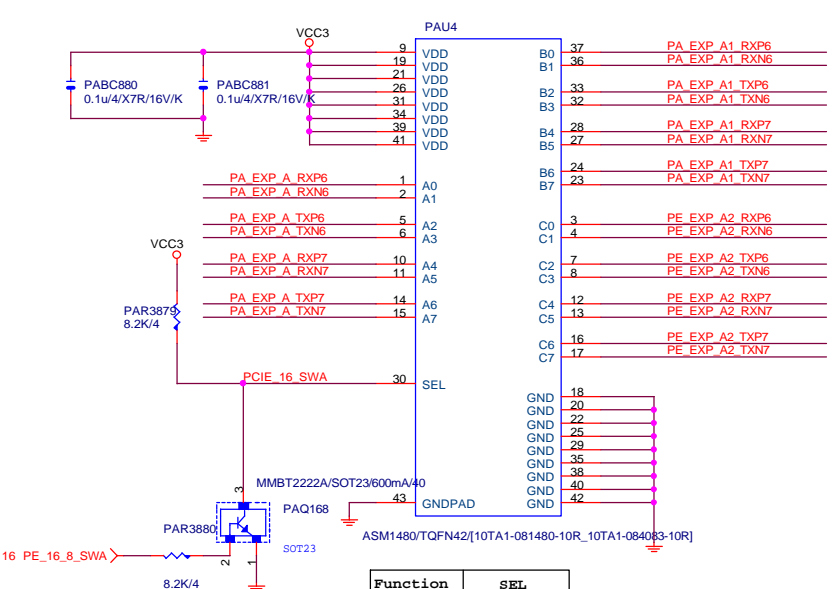 PAU4
VCC3
9 VDD B0 37 PA_EXP_A1_RXP6
19 VDD B1 36 PA_EXP_A1_RXN6
21 VDD
PABC880 PABC881 26 VDD B2 33 PA_EXP_A1_TXP6
0.1u/4/X7R/16V/K 0.1u/4/X7R/16V/K 31 VDD B3 32 PA_EXP_A1_TXN6
34 VDD
39 VDD B4 28 PA_EXP_A1_RXP7
41 VDD B5 27 PA_EXP_A1_RXN7
B6 24 PA_EXP_A1_TXP7
PA_EXP_A_RXP6 1 A0 B7 23 PA_EXP_A1_TXN7
PA_EXP_A_RXN6 2 A1
PA_EXP_A_TXP6 5 A2 C0 3 PE_EXP_A2_RXP6
PA_EXP_A_TXN6 6 A3 C1 4 PE_EXP_A2_RXN6
VCC3
PA_EXP_A_RXP7 10 A4 C2 7 PE_EXP_A2_TXP6
PA_EXP_A_RXN7 11 A5 C3 8 PE_EXP_A2_TXN6
PA_EXP_A_TXP7 14 A6 C4 12 PE_EXP_A2_RXP7
PAR3879 PA_EXP_A_TXN7 15 A7 C5 13 PE_EXP_A2_RXN7
8.2K/4
C6 16 PE_EXP_A2_TXP7
C7 17 PE_EXP_A2_TXN7
PCIE_16_SWA 30 SEL
GND 18
GND 20
GND 22
GND 25
GND 29
GND 35
GND 38
3 MMBT2222A/SOT23/600mA/40 GND 40
PAQ168 43 GNDPAD GND 42
PAR3880
ASM1480/TQFN42/[10TA1-081480-10R_10TA1-084083-10R]
SOT23
16 PE_16_8_SWA 2 1
8.2K/4
Function SEL